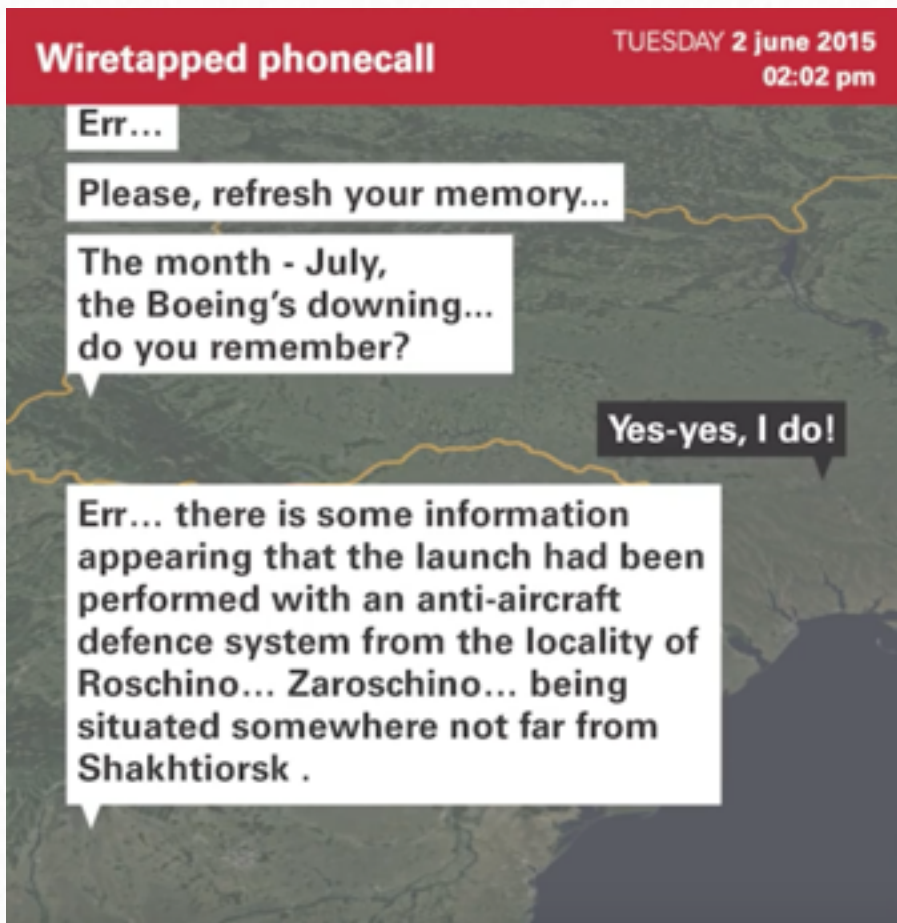 Wiretapped phonecall
TUESDAY 2 june 2015
02:02 pm
Err...
Please, refresh your memory...
The month - July,
the Boeing's downing...
do you remember?
Yes-yes, I do!
Err... there is some information
appearing that the launch had been
performed with an anti-aircraft
defence system from the locality of
Roschino... Zaroschino... being
situated somewhere not far from
Shakhtiorsk .